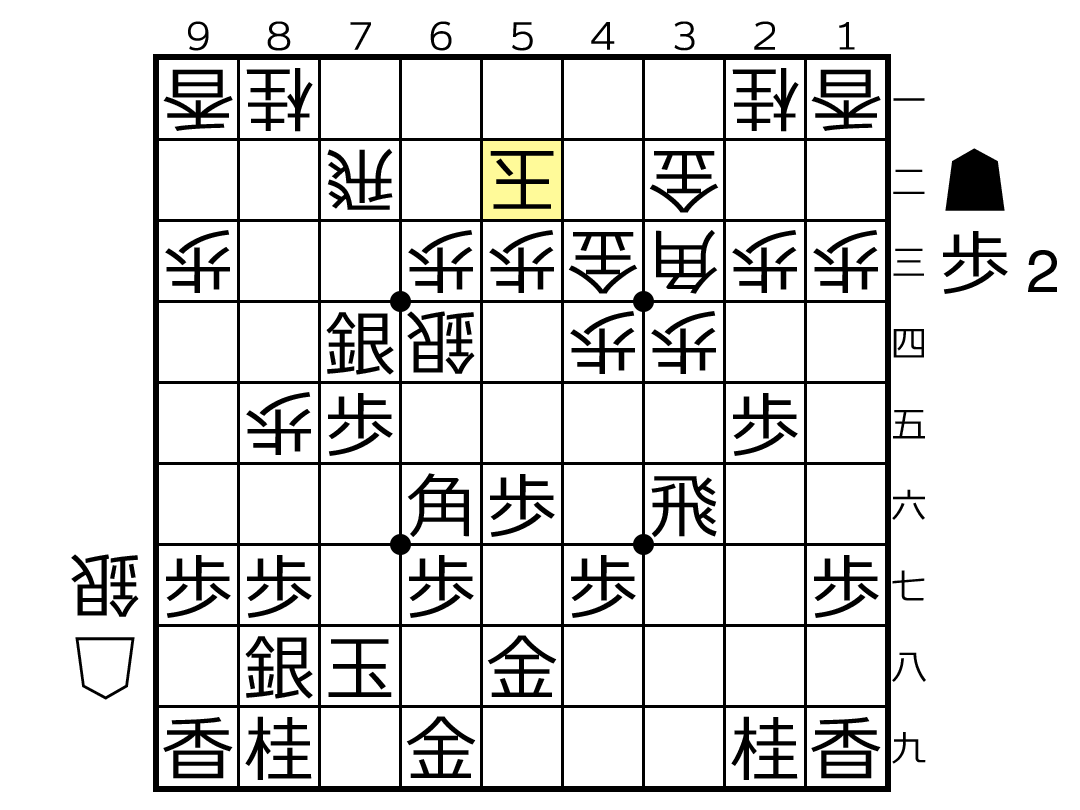 9 8 7 6 5 4 3 2 1
香 桂 桂 香 一
飛 王 金 二
歩 歩 歩 金 角 歩 歩 三
銀 銀 歩 歩 四
歩 歩 歩 五
角 歩 飛 六
歩 歩 歩 歩 歩 七
銀 玉 金 八
香 桂 金 桂 香 九
歩 2
銀